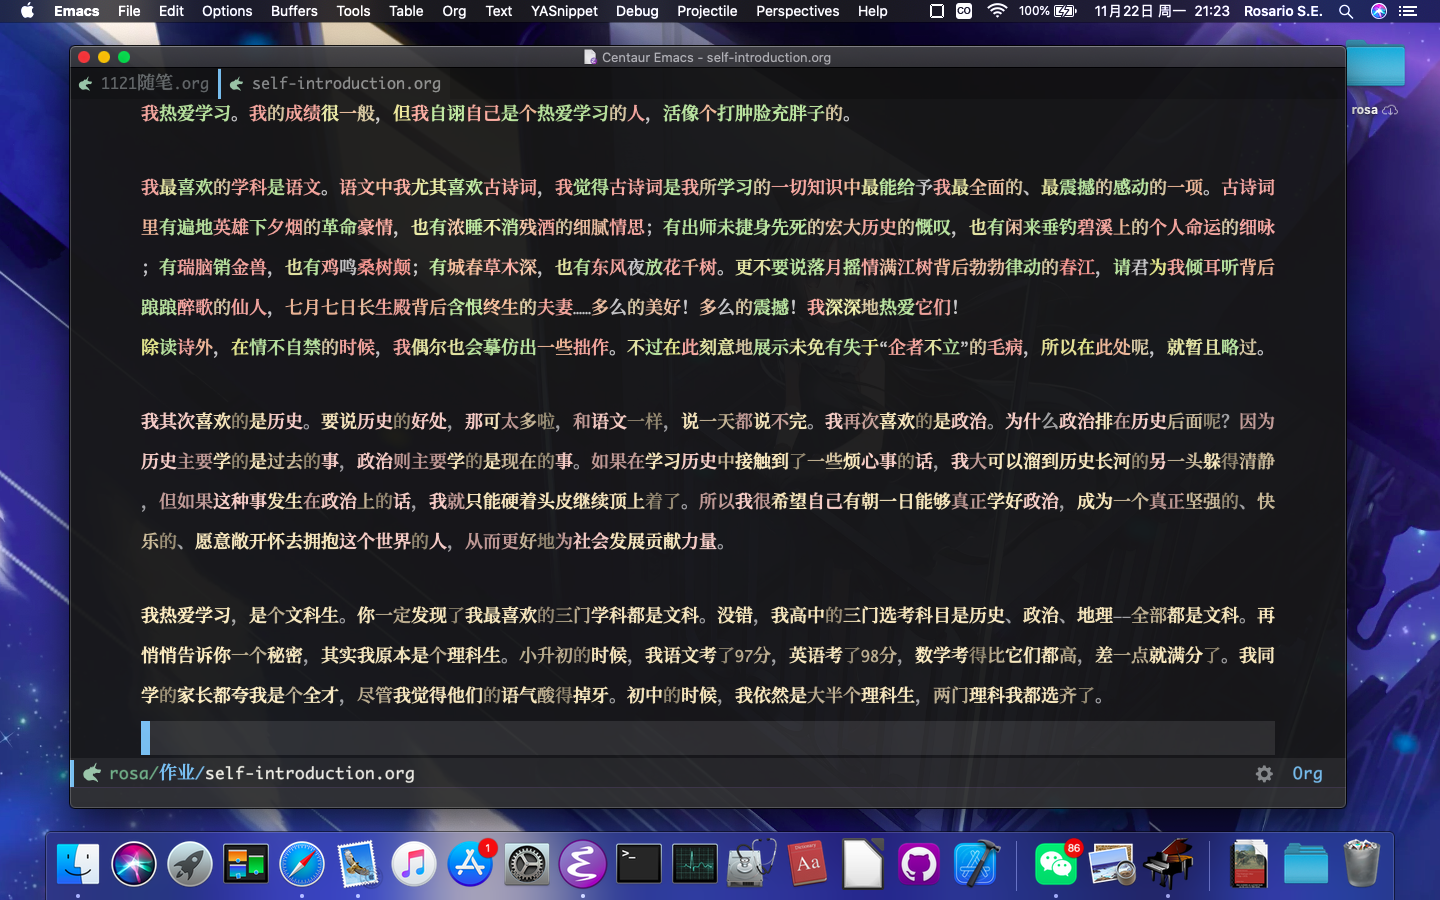 Emacs File Edit Options Buffers Tools Table Org Text YASnippet Debug Projectile Perspectives Help CO 100% 11月22日 周一 21:23 Rosario S.E.
Centaur Emacs - self-introduction.org
1121随笔.org self-introduction.org
rosa
我热爱学习。我的成绩很一般，但我自诩自己是个热爱学习的人，活像个打肿脸充胖子的。
我最喜欢的学科是语文。语文中我尤其喜欢古诗词，我觉得古诗词是我所学习的一切知识中最能给予我最全面的、最震撼的感动的一项。古诗词
里有遍地英雄下夕烟的革命豪情，也有浓睡不消残酒的细腻情思；有出师未捷身先死的宏大历史的慨叹，也有闲来垂钓碧溪上的个人命运的细咏
；有瑞脑销金兽，也有鸡鸣桑树颠；有城春草木深，也有东风夜放花千树。更不要说落月摇情满江树背后勃勃律动的春江，请君为我倾耳听背后
踉踉醉歌的仙人，七月七日长生殿背后含恨终生的夫妻……多么的美好！多么的震撼！我深深地热爱它们！
除读诗外，在情不自禁的时候，我偶尔也会摹仿出一些拙作。不过在此刻意地展示未免有失于“企者不立”的毛病，所以在此处呢，就暂且略过。
我其次喜欢的是历史。要说历史的好处，那可太多啦，和语文一样，说一天都说不完。我再次喜欢的是政治。为什么政治排在历史后面呢？因为
历史主要学的是过去的事，政治则主要学的是现在的事。如果在学习历史中接触到了一些烦心事的话，我大可以溜到历史长河的另一头躲得清静
，但如果这种事发生在政治上的话，我就只能硬着头皮继续顶上着了。所以我很希望自己有朝一日能够真正学好政治，成为一个真正坚强的、快
乐的、愿意敞开怀去拥抱这个世界的人，从而更好地为社会发展贡献力量。
我热爱学习，是个文科生。你一定发现了我最喜欢的三门学科都是文科。没错，我高中的三门选考科目是历史、政治、地理——全部都是文科。再
悄悄告诉你一个秘密，其实我原本是个理科生。小升初的时候，我语文考了97分，英语考了98分，数学考得比它们都高，差一点就满分了。我同
学的家长都夸我是个全才，尽管我觉得他们的语气酸得掉牙。初中的时候，我依然是大半个理科生，两门理科我都选齐了。
rosa/作业/self-introduction.org Org
1
Dictionary
Aa
86